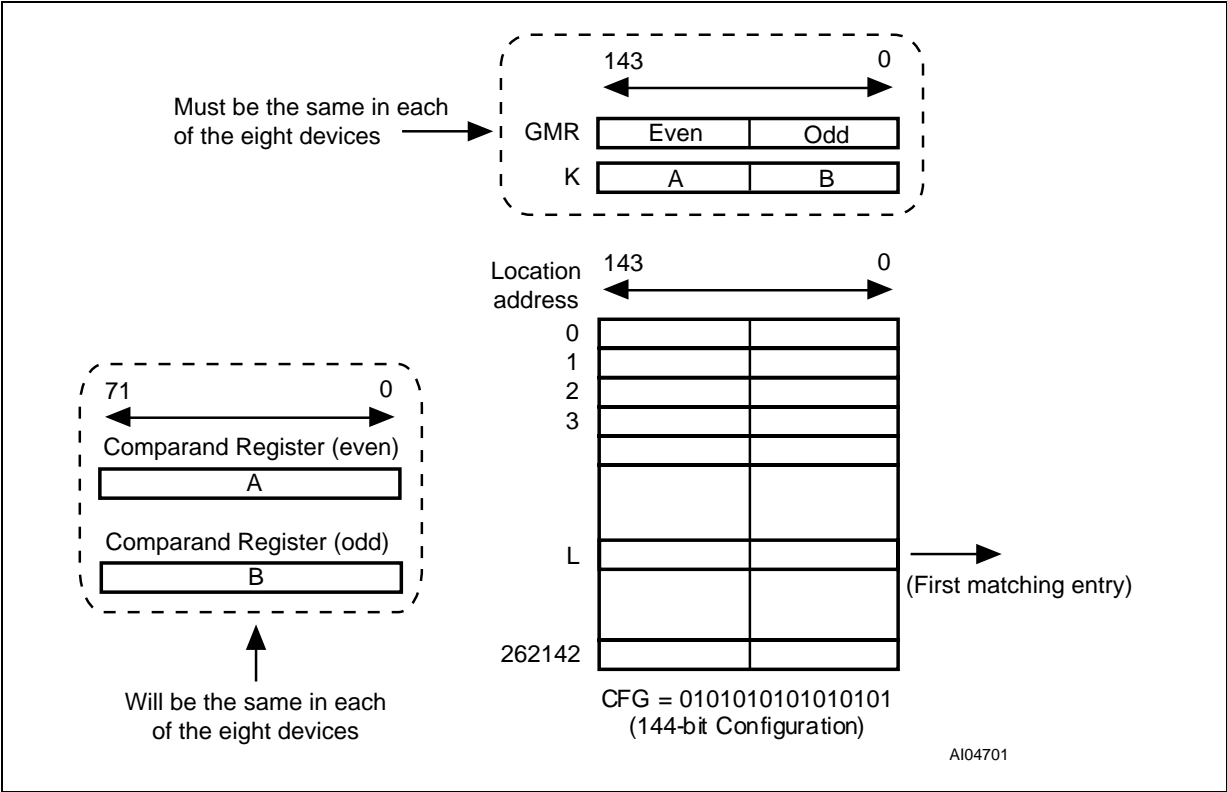 143 0
Must be the same in each
of the eight devices
GMR Even Odd
K A B
Location
address
143 0
0
1
2
3
71 0
Comparand Register (even)
A
Comparand Register (odd)
B
L
(First matching entry)
262142
Will be the same in each
of the eight devices
CFG = 0101010101010101
(144-bit Configuration)
AI04701